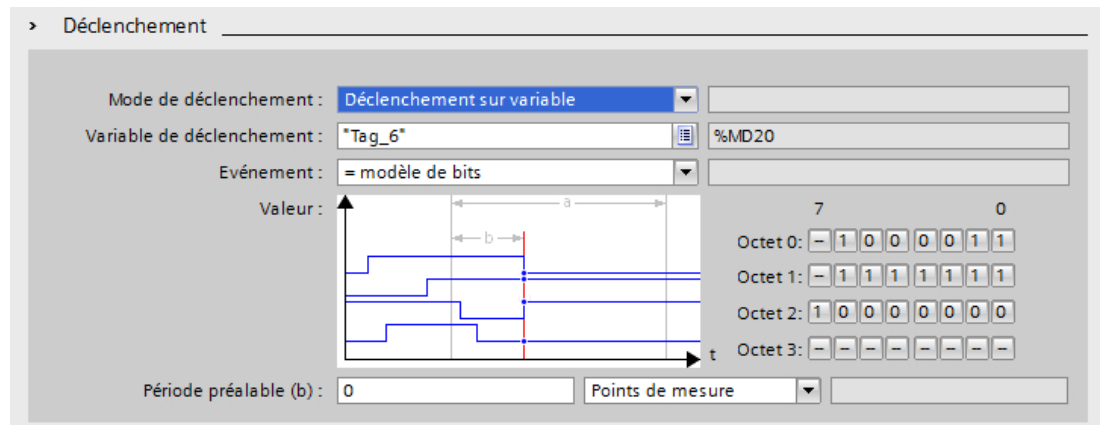 Déclenchement
Mode de déclenchement : Déclenchement sur variable
Variable de déclenchement : "Tag_6" %MD20
Evénement : = modèle de bits
Valeur : a 7 0
b Octet 0: – 1 0 0 0 0 1 1
Octet 1: – 1 1 1 1 1 1 1
Octet 2: 1 0 0 0 0 0 0 0
t Octet 3: – – – – – – – –
Période préalable (b) : 0 Points de mesure